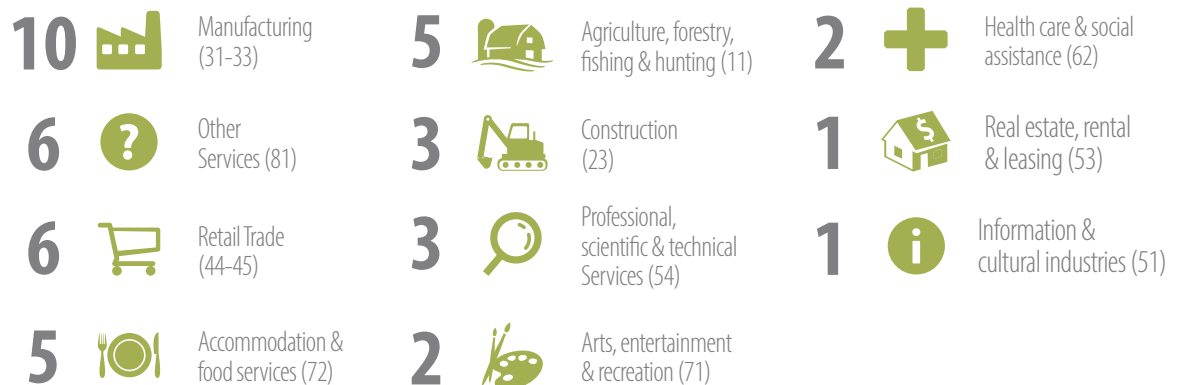 10
Manufacturing
(31-33)
6
?
Other
Services (81)
6
Retail Trade
(44-45)
5
Accommodation &
food services (72)
5
Agriculture, forestry,
fishing & hunting (11)
3
Construction
(23)
3
Professional,
scientific & technical
Services (54)
2
Arts, entertainment
& recreation (71)
2
Health care & social
assistance (62)
1
$
Real estate, rental
& leasing (53)
1
i
Information &
cultural industries (51)